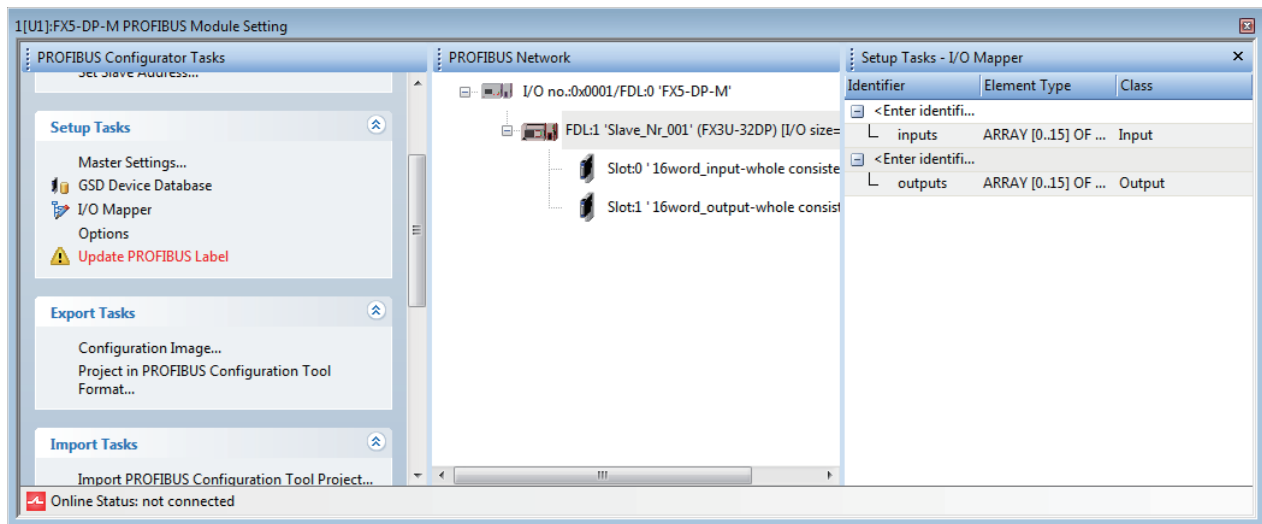 1[U1]:FX5-DP-M PROFIBUS Module Setting
PROFIBUS Configurator Tasks
Set Slave Address...
Setup Tasks
Master Settings...
GSD Device Database
I/O Mapper
Options
Update PROFIBUS Label
Export Tasks
Configuration Image...
Project in PROFIBUS Configuration Tool
Format...
Import Tasks
Import PROFIBUS Configuration Tool Project...
PROFIBUS Network
I/O no.:0x0001/FDL:0 'FX5-DP-M'
FDL:1 'Slave_Nr_001' (FX3U-32DP) [I/O size=
Slot:0 ' 16word_input-whole consiste
Slot:1 ' 16word_output-whole consist
Setup Tasks - I/O Mapper
Identifier Element Type Class
<Enter identifi...
inputs ARRAY [0..15] OF ... Input
<Enter identifi...
outputs ARRAY [0..15] OF ... Output
Online Status: not connected